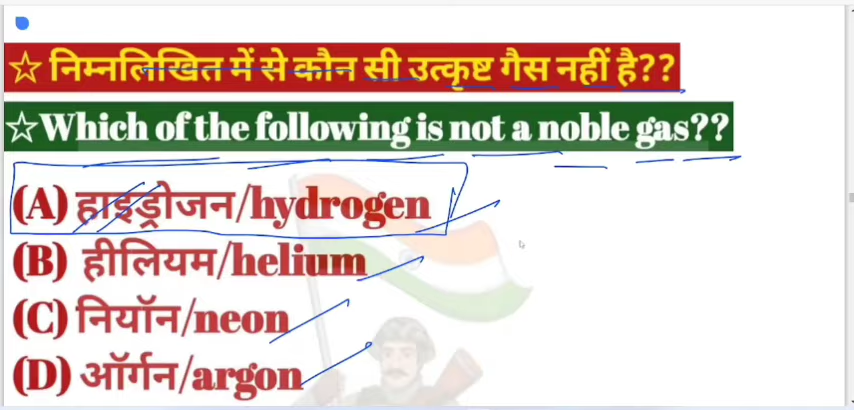 ☆ निम्नलिखित में से कौन सी उत्कृष्ट गैस नहीं है??
☆Which of the following is not a noble gas??
(A) हाइड्रोजन/hydrogen
(B) हीलियम/helium
(C) नियॉन/neon
(D) ऑर्गन/argon